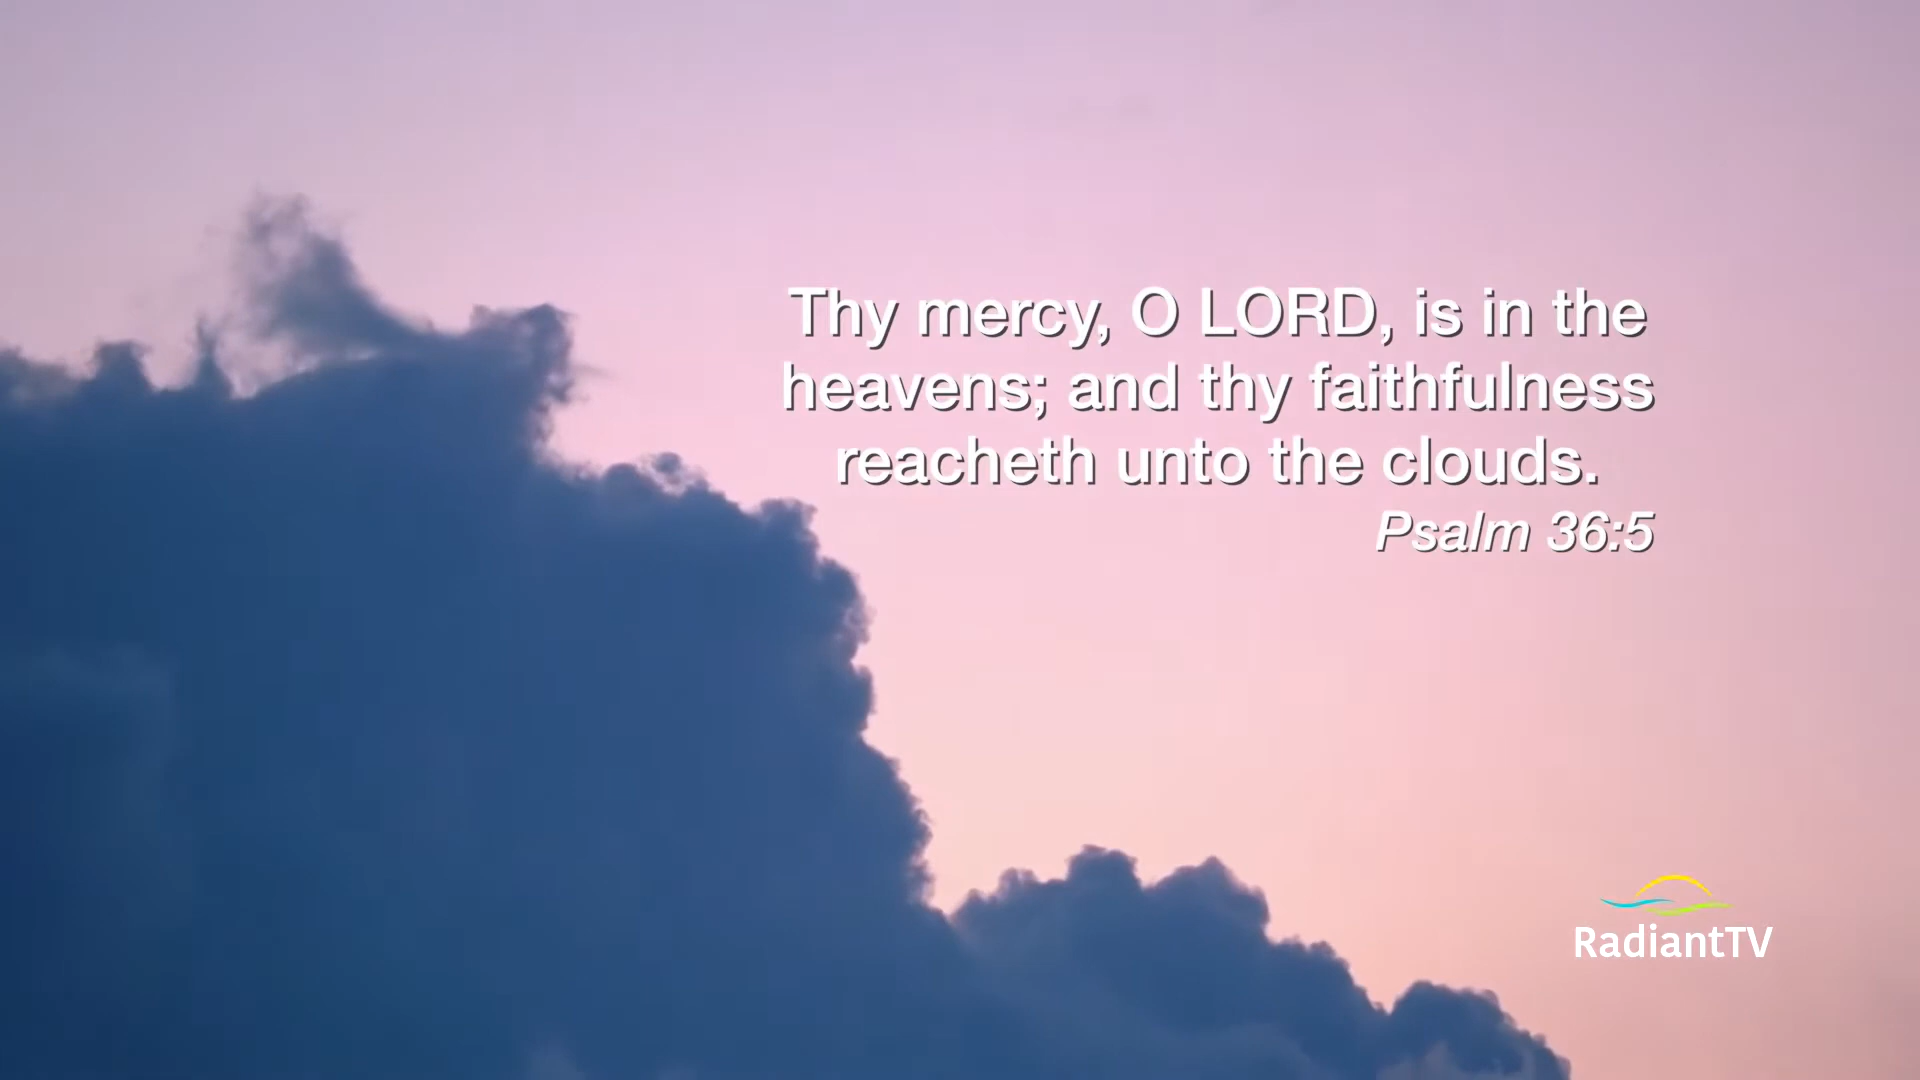 Thy mercy, O LORD, is in the
heavens; and thy faithfulness
reacheth unto the clouds.
Psalm 36:5
RadiantTV